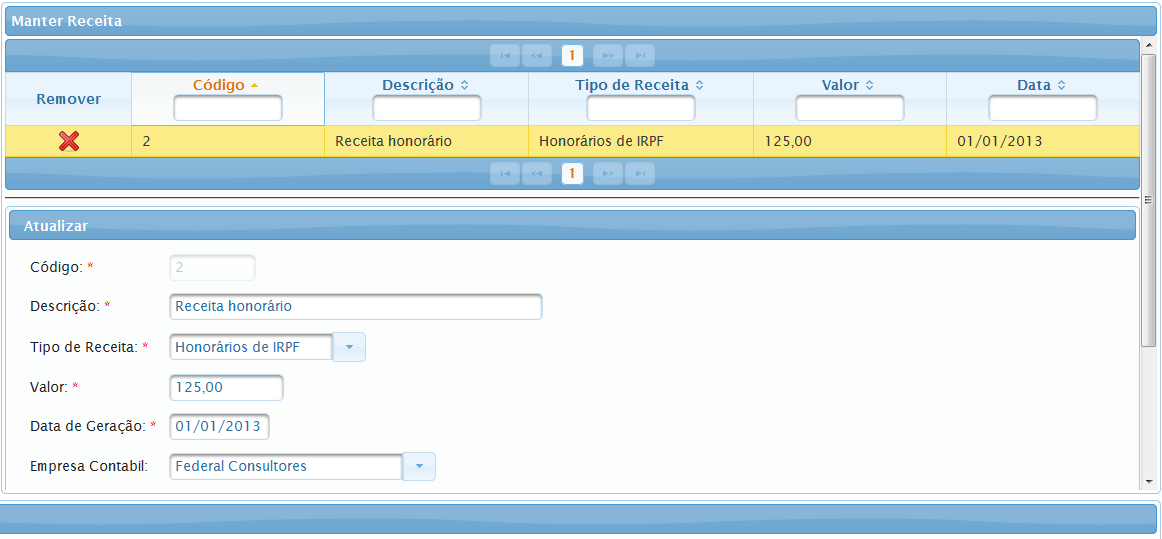 Manter Receita
1
Remover Código Descrição Tipo de Receita Valor Data
2 Receita honorário Honorários de IRPF 125,00 01/01/2013
1
Atualizar
Código: * 2
Descrição: * Receita honorário
Tipo de Receita: * Honorários de IRPF
Valor: * 125,00
Data de Geração: * 01/01/2013
Empresa Contabil: Federal Consultores